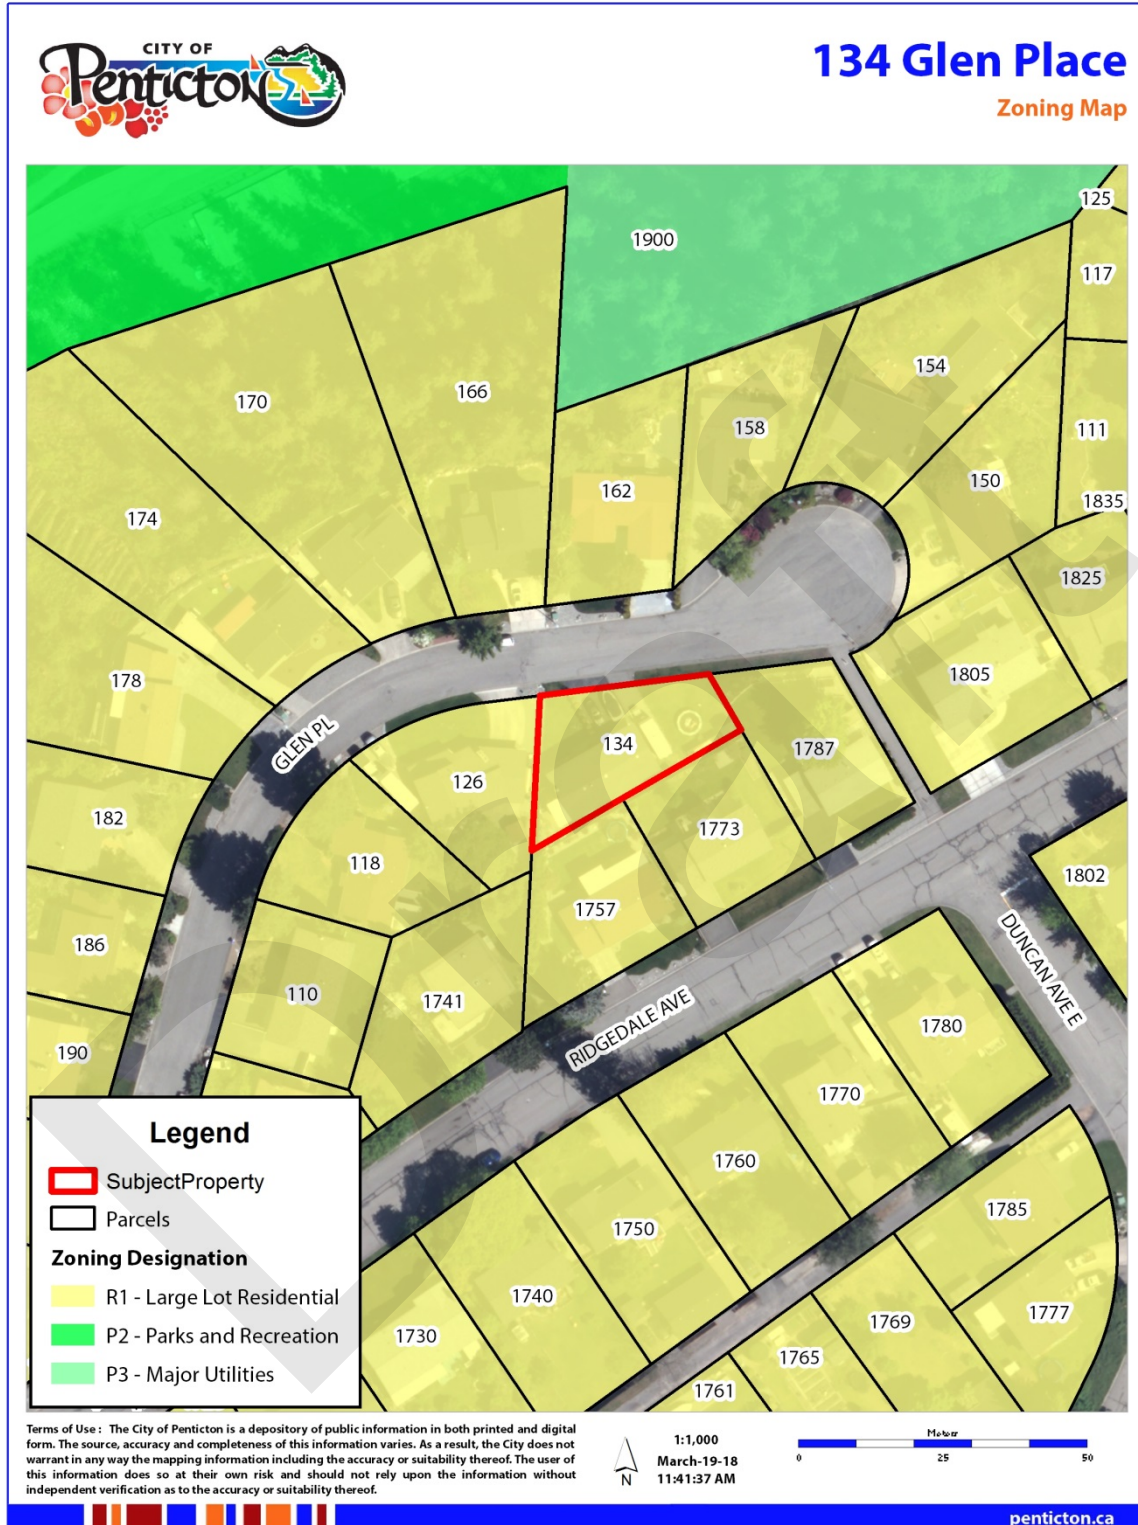 CITY OF
Penticton
134 Glen Place
Zoning Map
125
1900
117
154
166
170
158
111
150
162
1835
174
1825
1805
178
GLEN PL
134
1787
126
182
1773
118
1802
1757
186
DUNCAN AVE E
110
1741
RIDGEDALE AVE
1780
190
1770
1760
1785
1750
1740
1777
1769
1730
1765
1761
Draft
Legend
SubjectProperty
Parcels
Zoning Designation
R1 - Large Lot Residential
P2 - Parks and Recreation
P3 - Major Utilities
Terms of Use : The City of Penticton is a depository of public information in both printed and digital
form. The source, accuracy and completeness of this information varies. As a result, the City does not
warrant in any way the mapping information including the accuracy or suitability thereof. The user of
this information does so at their own risk and should not rely upon the information without
independent verification as to the accuracy or suitability thereof.
N
1:1,000
March-19-18
11:41:37 AM
Meters
0 25 50
penticton.ca